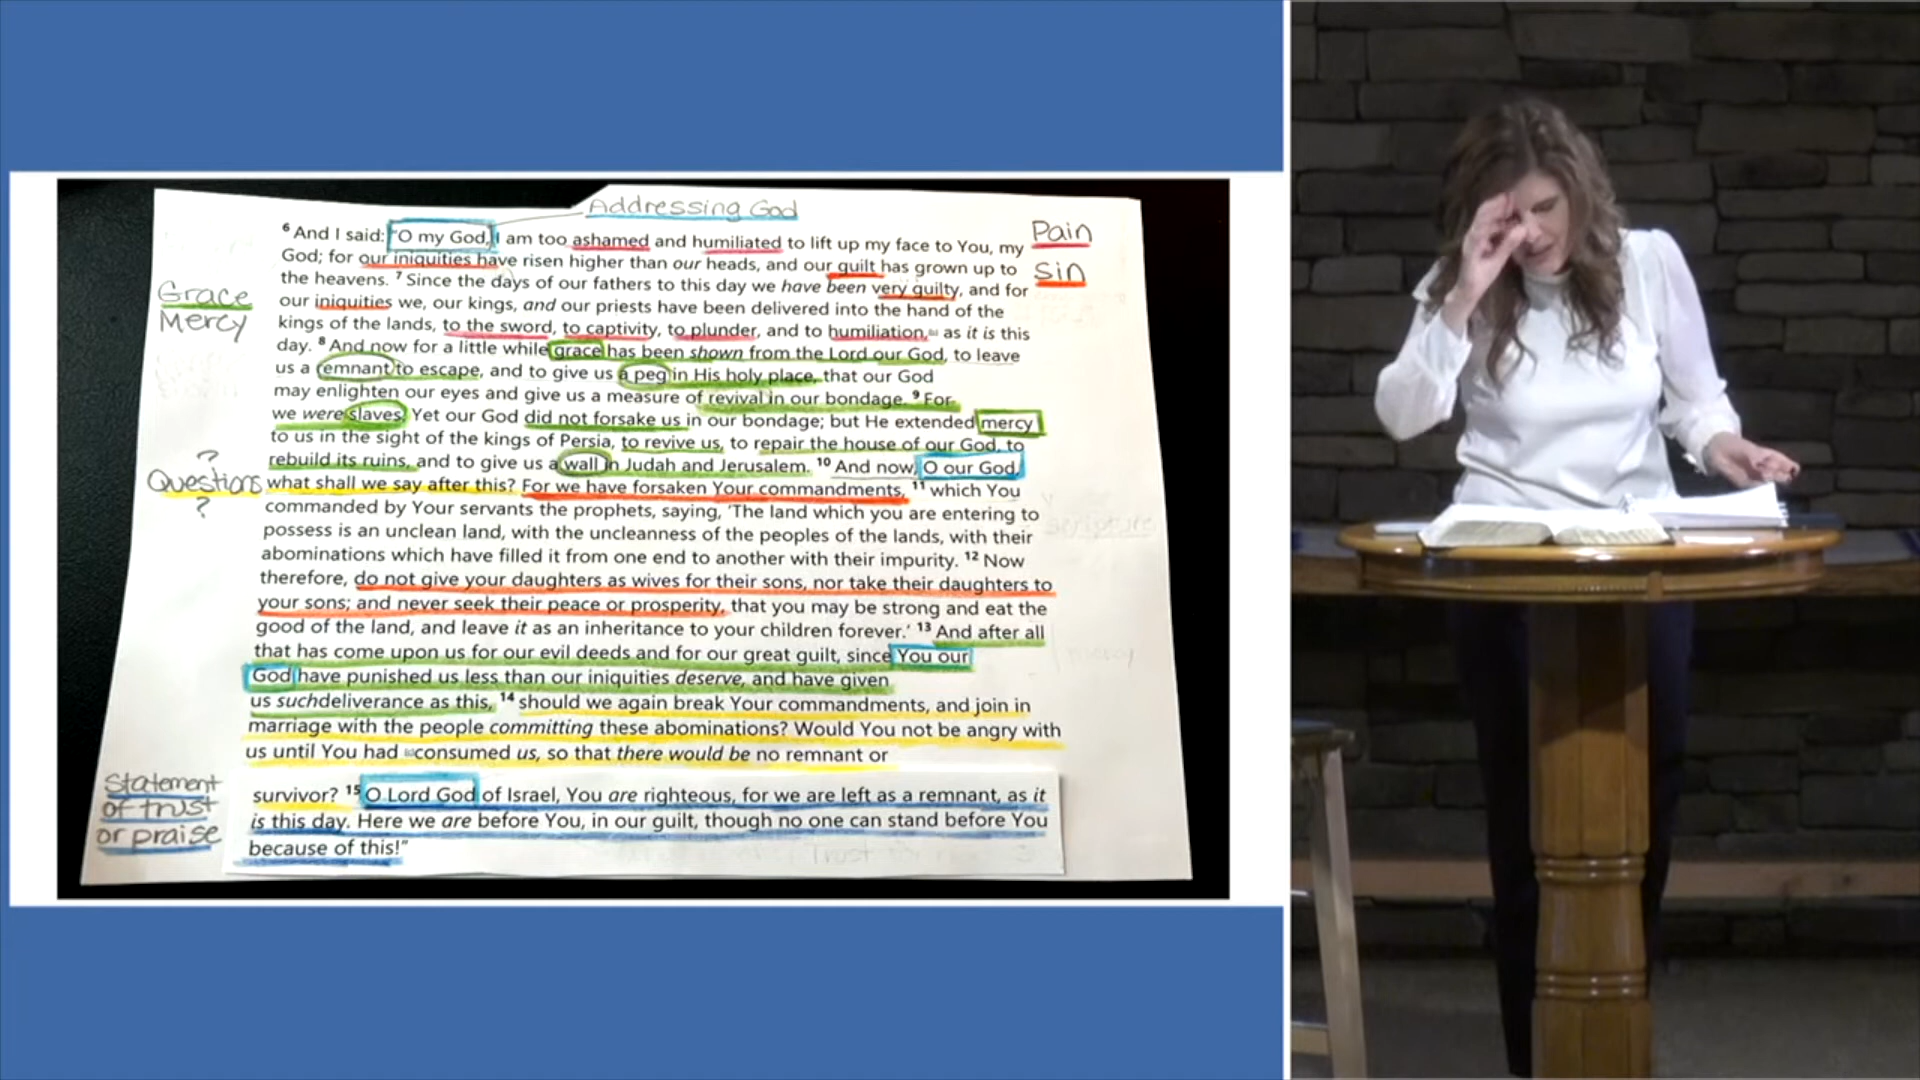 Addressing God
Pain
Sin
Grace
Mercy
?
Questions
?
Statement
of trust
or praise
6 And I said: "O my God, I am too ashamed and humiliated to lift up my face to You, my
God; for our iniquities have risen higher than our heads, and our guilt has grown up to
the heavens. 7 Since the days of our fathers to this day we have been very guilty, and for
our iniquities we, our kings, and our priests have been delivered into the hand of the
kings of the lands, to the sword, to captivity, to plunder, and to humiliation, as it is this
day. 8 And now for a little while grace has been shown from the Lord our God, to leave
us a remnant to escape, and to give us a peg in His holy place, that our God
may enlighten our eyes and give us a measure of revival in our bondage. 9 For
we were slaves. Yet our God did not forsake us in our bondage; but He extended mercy
to us in the sight of the kings of Persia, to revive us, to repair the house of our God, to
rebuild its ruins, and to give us a wall in Judah and Jerusalem. 10 And now, O our God,
what shall we say after this? For we have forsaken Your commandments, 11 which You
commanded by Your servants the prophets, saying, 'The land which you are entering to
possess is an unclean land, with the uncleanness of the peoples of the lands, with their
abominations which have filled it from one end to another with their impurity. 12 Now
therefore, do not give your daughters as wives for their sons, nor take their daughters to
your sons; and never seek their peace or prosperity, that you may be strong and eat the
good of the land, and leave it as an inheritance to your children forever.' 13 And after all
that has come upon us for our evil deeds and for our great guilt, since You our
God have punished us less than our iniquities deserve, and have given
us suchdeliverance as this, 14 should we again break Your commandments, and join in
marriage with the people committing these abominations? Would You not be angry with
us until You had consumed us, so that there would be no remnant or
survivor? 15 O Lord God of Israel, You are righteous, for we are left as a remnant, as it
is this day. Here we are before You, in our guilt, though no one can stand before You
because of this!"